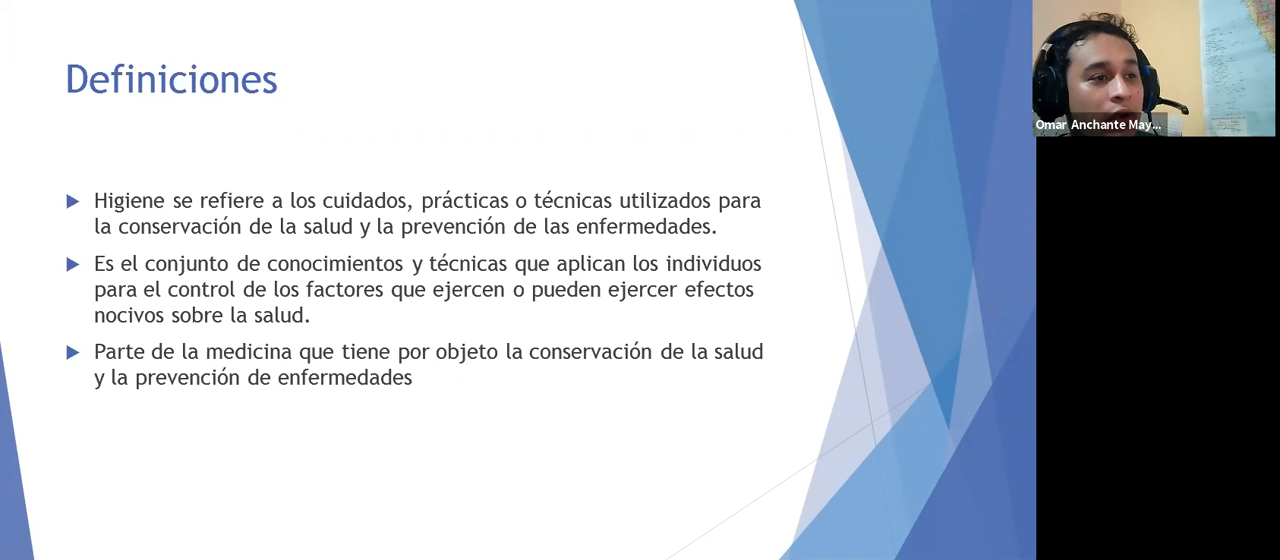 Definiciones
Higiene se refiere a los cuidados, prácticas o técnicas utilizados para
la conservación de la salud y la prevención de las enfermedades.
Es el conjunto de conocimientos y técnicas que aplican los individuos
para el control de los factores que ejercen o pueden ejercer efectos
nocivos sobre la salud.
Parte de la medicina que tiene por objeto la conservación de la salud
y la prevención de enfermedades
Omar Anchante May...